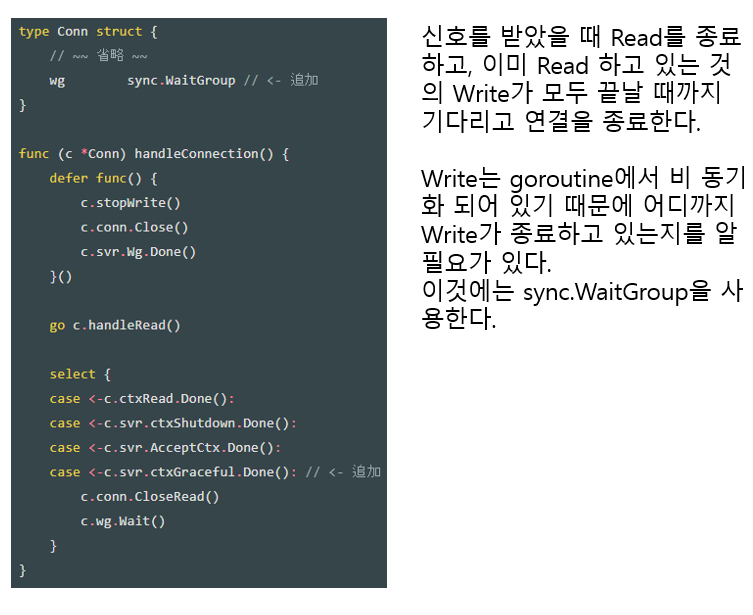 type Conn struct {
    // ~~ 省略 ~~
    wg        sync.WaitGroup // <- 追加
}
func (c *Conn) handleConnection() {
    defer func() {
        c.stopWrite()
        c.conn.Close()
        c.svr.Wg.Done()
    }()
    go c.handleRead()
    select {
    case <-c.ctxRead.Done():
    case <-c.svr.ctxShutdown.Done():
    case <-c.svr.AcceptCtx.Done():
    case <-c.svr.ctxGraceful.Done(): // <- 追加
        c.conn.CloseRead()
        c.wg.Wait()
    }
}
신호를 받았을 때 Read를 종료
하고, 이미 Read 하고 있는 것
의 Write가 모두 끝날 때까지
기다리고 연결을 종료한다.
Write는 goroutine에서 비 동기
화 되어 있기 때문에 어디까지
Write가 종료하고 있는지를 알
필요가 있다.
이것에는 sync.WaitGroup을 사
용한다.